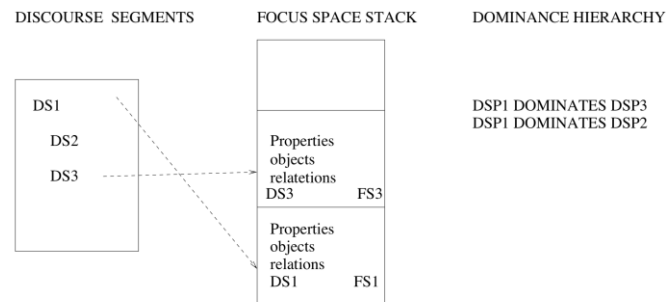 DISCOURSE SEGMENTS FOCUS SPACE STACK DOMINANCE HIERARCHY
DS1
DS2
DS3
Properties
objects
relatetions
DS3 FS3
Properties
objects
relations
DS1 FS1
DSP1 DOMINATES DSP3
DSP1 DOMINATES DSP2